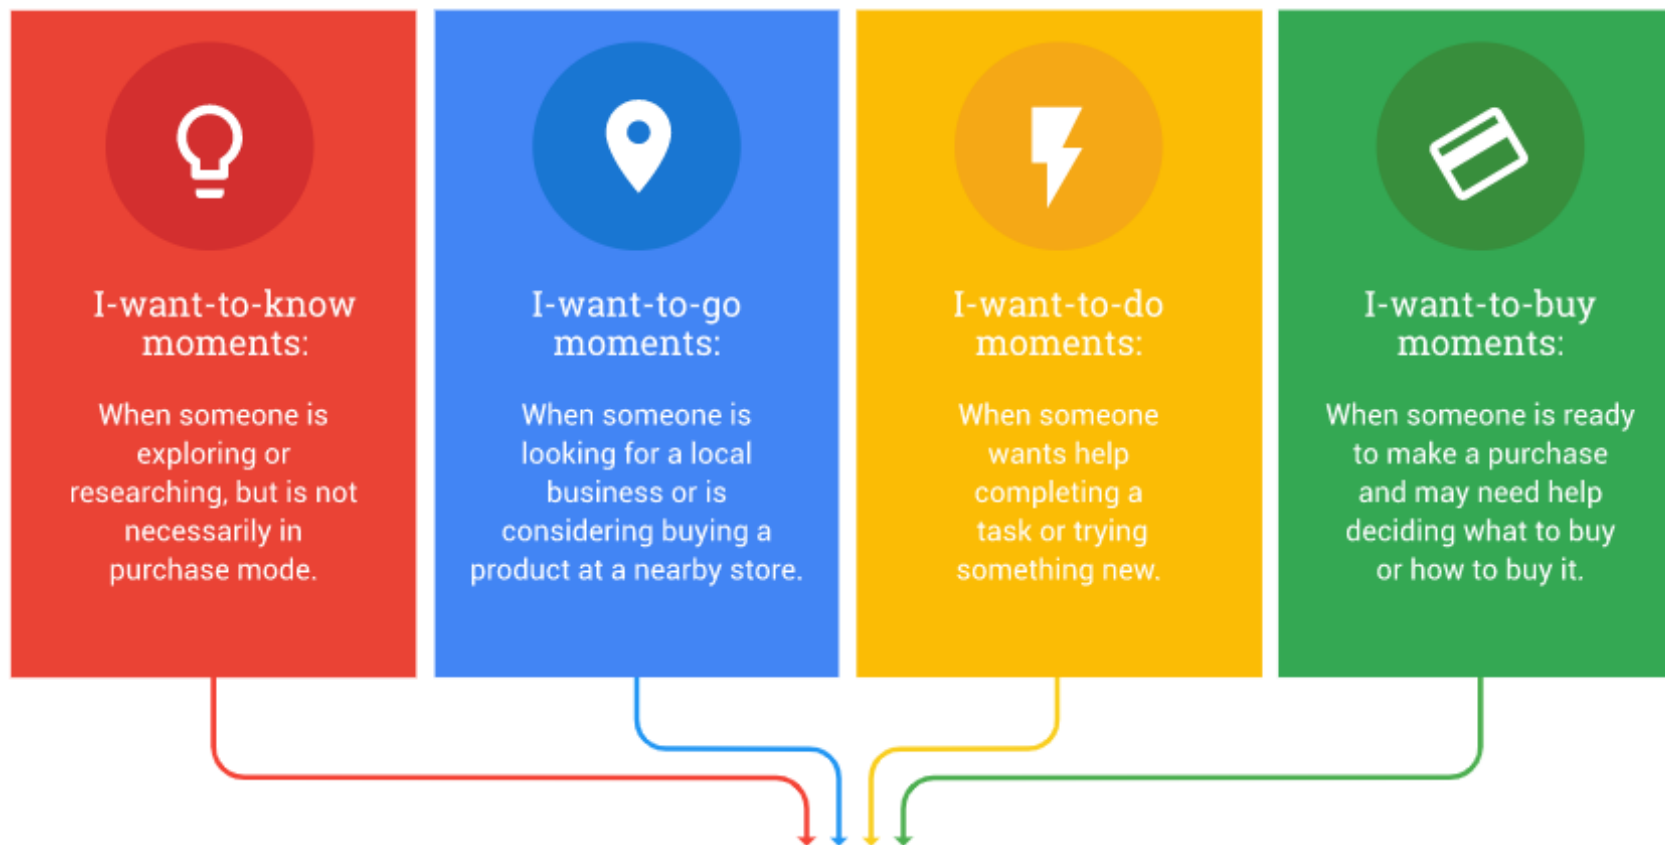 I-want-to-know
moments:
When someone is
exploring or
researching, but is not
necessarily in
purchase mode.
I-want-to-go
moments:
When someone is
looking for a local
business or is
considering buying a
product at a nearby store.
I-want-to-do
moments:
When someone
wants help
completing a
task or trying
something new.
I-want-to-buy
moments:
When someone is ready
to make a purchase
and may need help
deciding what to buy
or how to buy it.